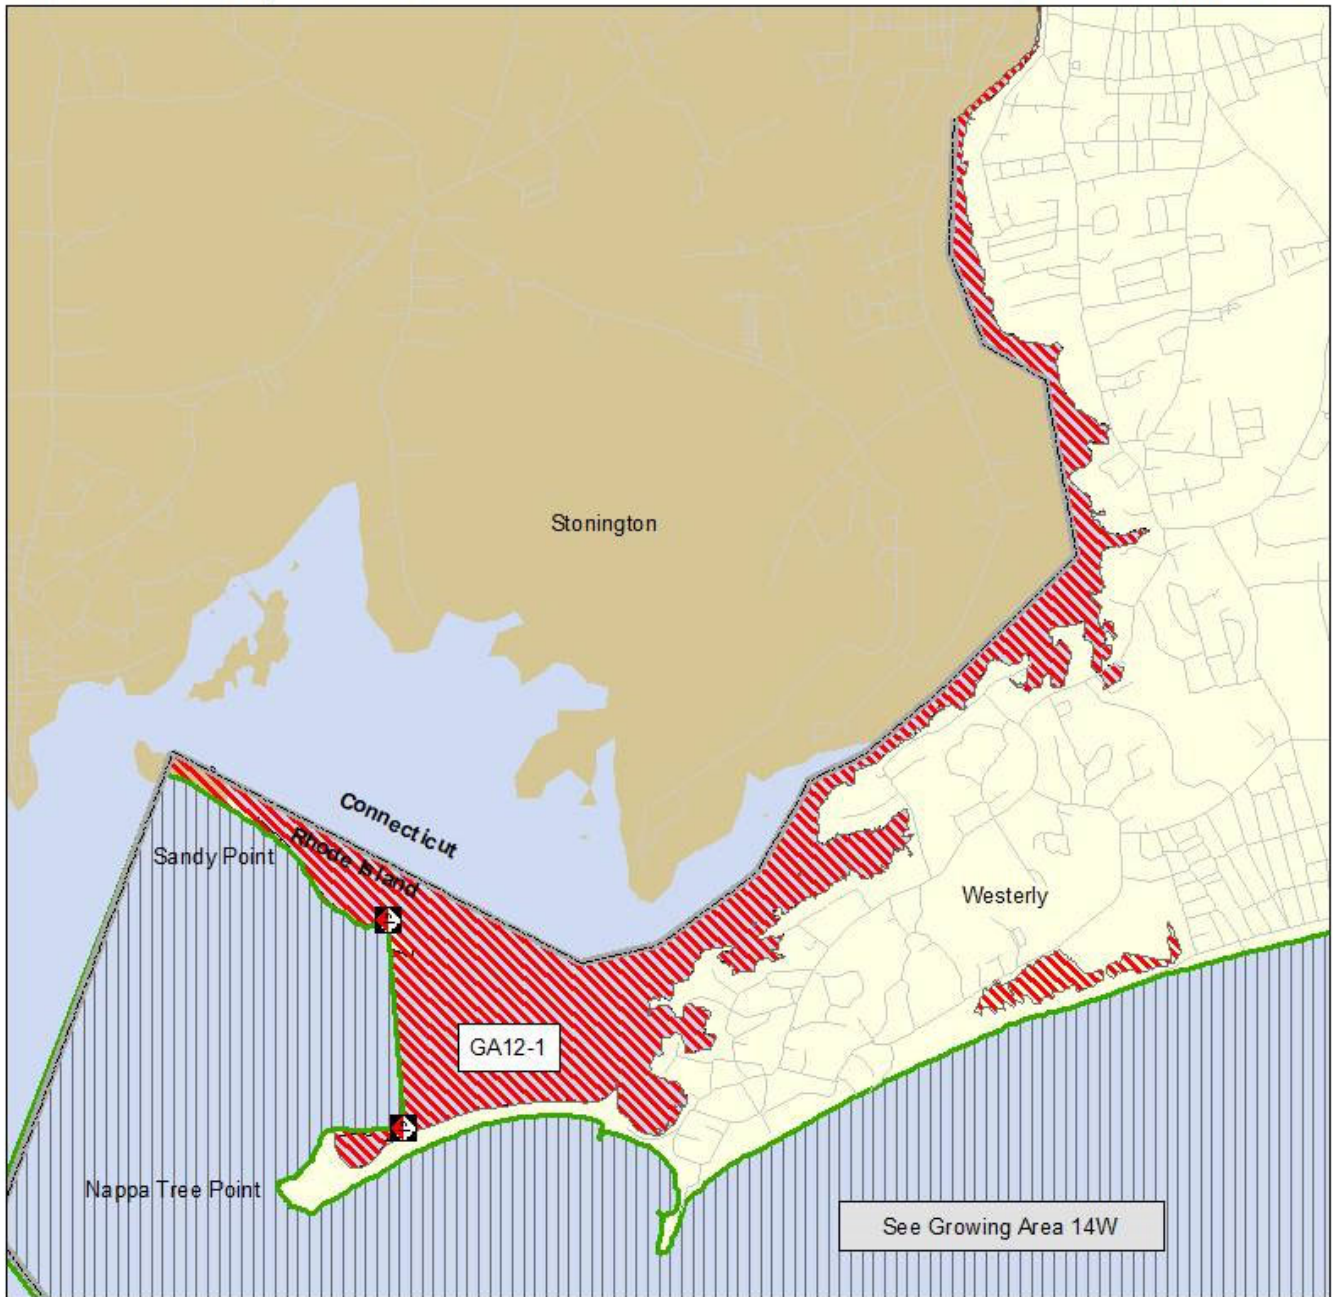 Stonington
Connecticut
Rhode Island
Sandy Point
Westerly
GA12-1
Nappa Tree Point
See Growing Area 14W